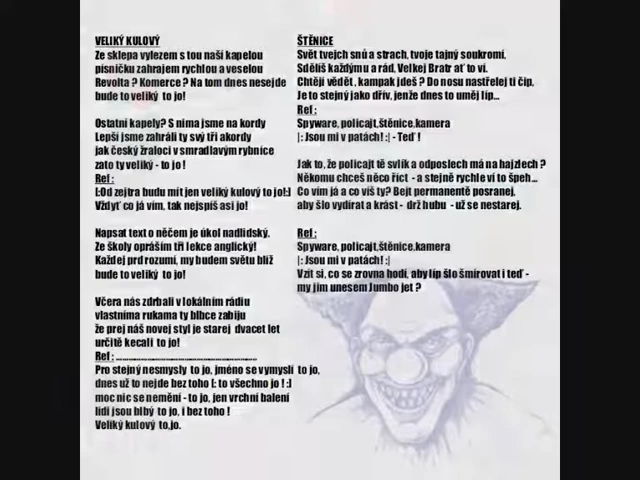 VELIKÝ KULOVÝ
Ze sklepa vylezem s tou naší kapelou
písničku zahrajem rychlou a veselou
Revolta ? Komerce ? Na tom dnes nesejde
bude to veliký to jo!
Ostatní kapely? S nima jsme na kordy
Lepší jsme zahráli ty svý tři akordy
jak český žraloci v smradlavým rybníce
zato ty veliký - to jo !
Ref :
[:Od zejtra budu mít jen veliký kulový to jo!:]
Vždyť co já vím, tak nejspíš asi jo!
Napsat text o něčem je úkol nadlidský.
Ze školy opráším tři lekce anglický!
Každej prd rozumí, my budem světu blíž
bude to veliký to jo!
Včera nás zdrbali v lokálním rádiu
vlastníma rukama ty blbce zabiju
že prej náš novej styl je starej dvacet let
určitě kecali to jo!
Ref : ...............................................
Pro stejný nesmysly to jo, jméno se vymyslí to jo,
dnes už to nejde bez toho [: to všechno jo ! :]
moc nic se nemění - to jo, jen vrchní balení
lidi jsou blbý to jo, i bez toho !
Veliký kulový to,jo.
ŠTĚNICE
Svět tvejch snů a strach, tvoje tajný soukromí,
Sdělíš každýmu a rád, Velkej Bratr ať to ví.
Chtějí vědět , kampak jdeš ? Do nosu nastřelej ti čip,
Je to stejný jako dřív, jenže dnes to uměj líp...
Ref :
Spyware, policajt,štěnice,kamera
|: Jsou mi v patách! :| - Teď !
Jak to, že policajt tě svlík a odposlech má na hajzlech ?
Někomu chceš něco říct - a stejně rychle ví to špeh...
Co vím já a co víš ty? Bejt permanentě posranej,
aby šlo vydírat a krást - drž hubu - už se nestarej.
Ref :
Spyware, policajt,štěnice,kamera
|: Jsou mi v patách! :|
Vzít si, co se zrovna hodí, aby líp šlo šmírovat i teď -
my jim unesem Jumbo jet ?